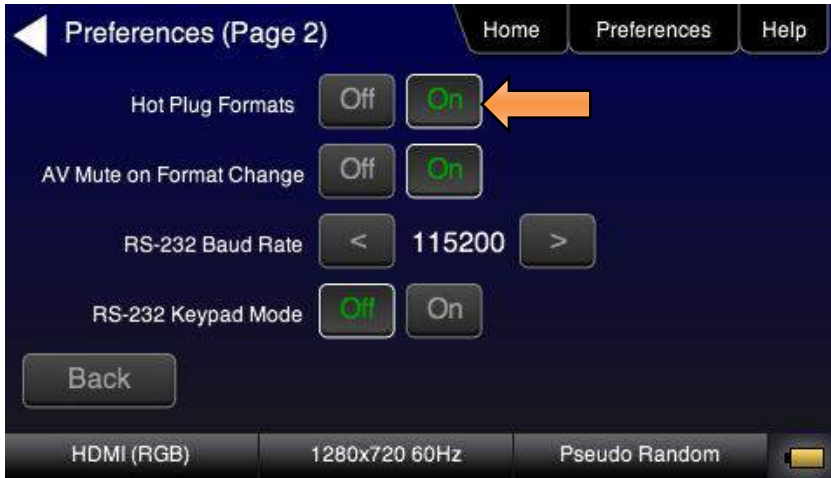 Preferences (Page 2) Home Preferences Help
Hot Plug Formats Off On
AV Mute on Format Change Off On
RS-232 Baud Rate < 115200 >
RS-232 Keypad Mode Off On
Back
HDMI (RGB) 1280x720 60Hz Pseudo Random